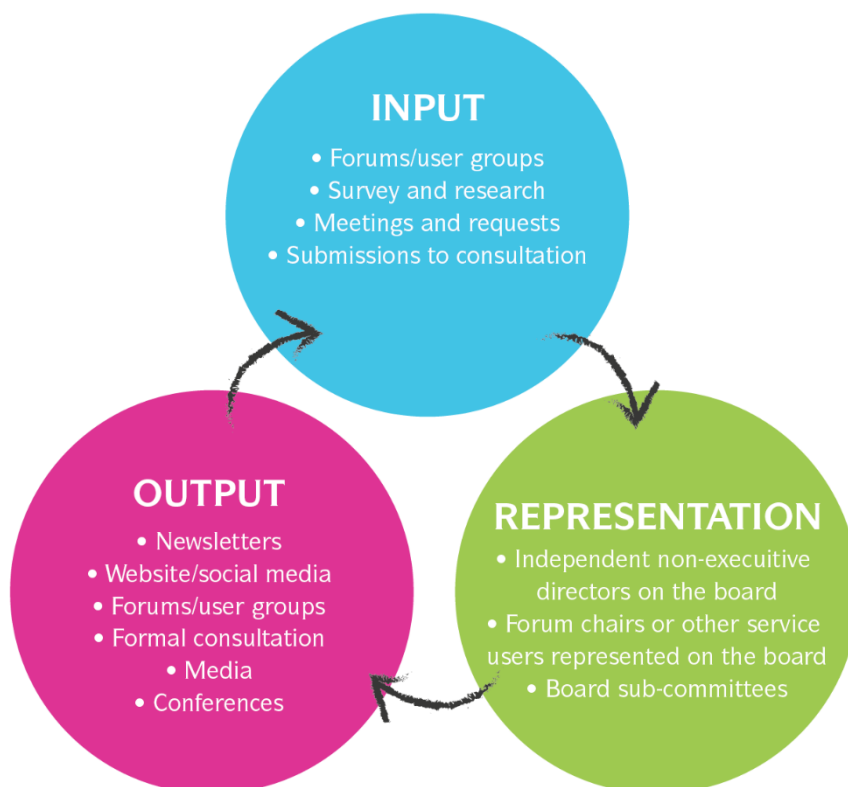 INPUT
• Forums/user groups
• Survey and research
• Meetings and requests
• Submissions to consultation
OUTPUT
• Newsletters
• Website/social media
• Forums/user groups
• Formal consultation
• Media
• Conferences
REPRESENTATION
• Independent non-executive
directors on the board
• Forum chairs or other service
users represented on the board
• Board sub-committees